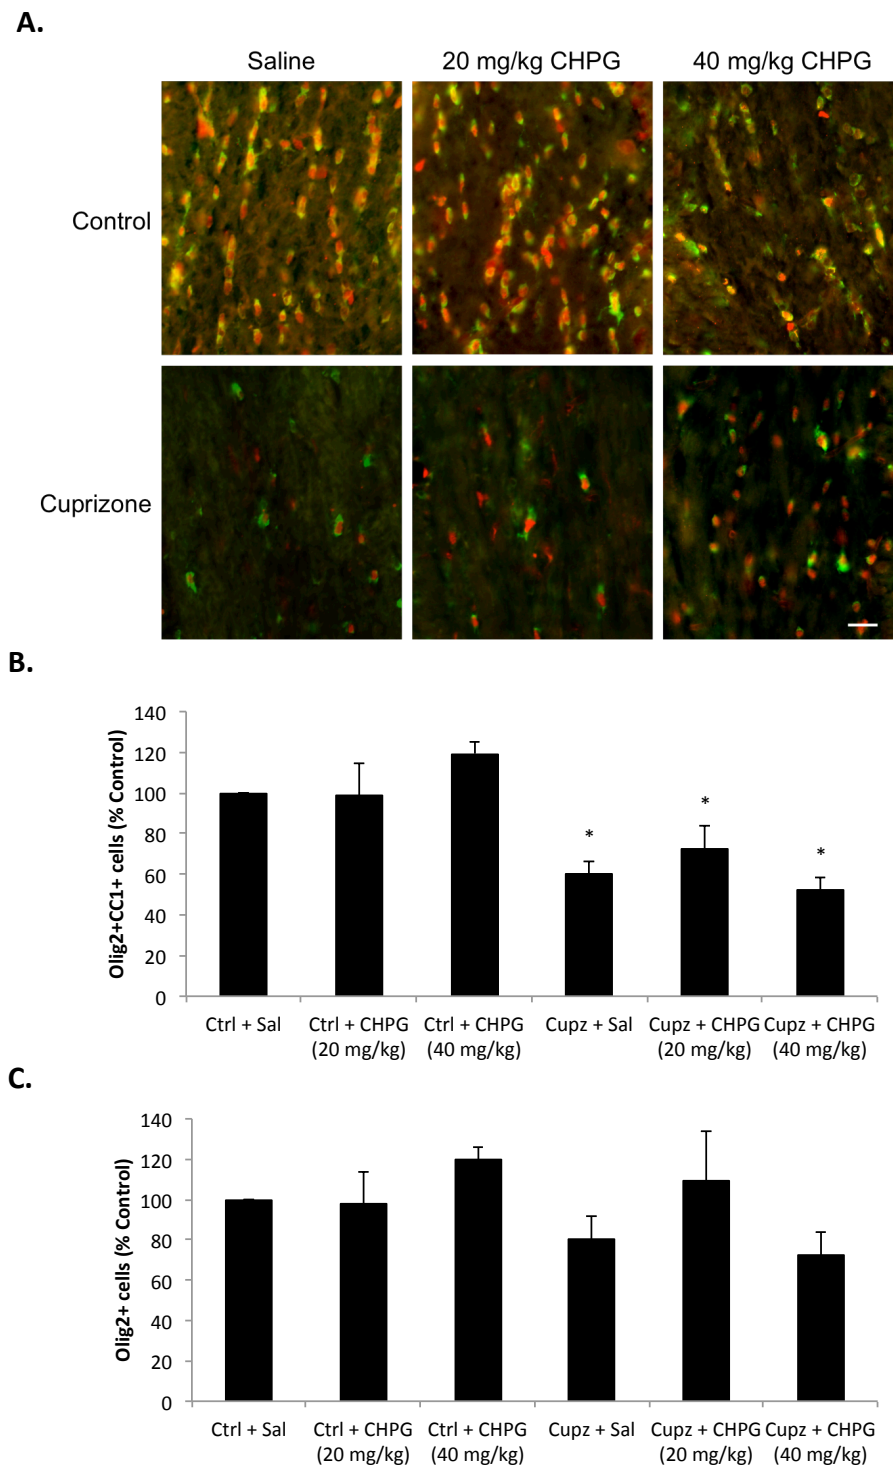 A.
Saline 20 mg/kg CHPG 40 mg/kg CHPG
Control
Cuprizone
B.
Olig2+CC1+ cells (% Control)
140
120
100
80
60
40
20
0
* * *
Ctrl + Sal Ctrl + CHPG Ctrl + CHPG Cupz + Sal Cupz + CHPG Cupz + CHPG
(20 mg/kg) (40 mg/kg) (20 mg/kg) (40 mg/kg)
C.
Olig2+ cells (% Control)
140
120
100
80
60
40
20
0
Ctrl + Sal Ctrl + CHPG Ctrl + CHPG Cupz + Sal Cupz + CHPG Cupz + CHPG
(20 mg/kg) (40 mg/kg) (20 mg/kg) (40 mg/kg)